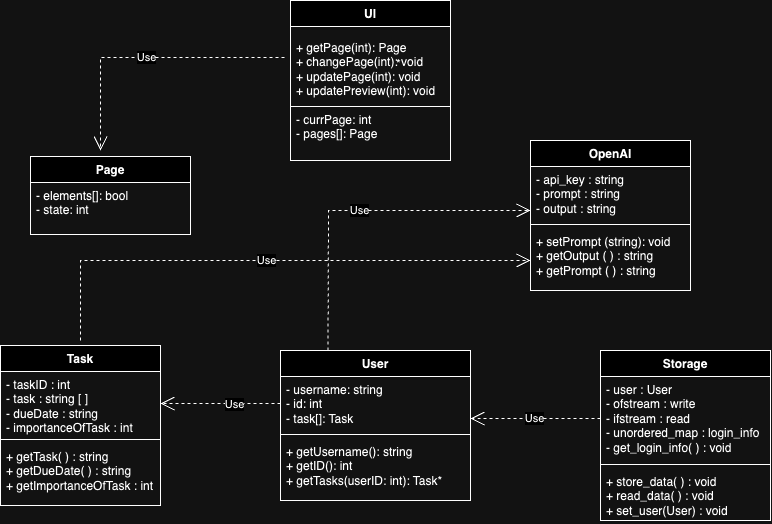 UI
+ getPage(int): Page
+ changePage(int): void
+ updatePage(int): void
+ updatePreview(int): void
- currPage: int
- pages[]: Page
Use
Page
- elements[]: bool
- state: int
OpenAI
- api_key : string
- prompt : string
- output : string
+ setPrompt (string): void
+ getOutput ( ) : string
+ getPrompt ( ) : string
Use
Use
Task
- taskID : int
- task : string [ ]
- dueDate : string
- importanceOfTask : int
+ getTask( ) : string
+ getDueDate( ) : string
+ getImportanceOfTask : int
Use
User
- username: string
- id: int
- task[]: Task
+ getUsername(): string
+ getID(): int
+ getTasks(userID: int): Task*
Use
Storage
- user : User
- ofstream : write
- ifstream : read
- unordered_map : login_info
- get_login_info( ) : void
+ store_data( ) : void
+ read_data( ) : void
+ set_user(User) : void